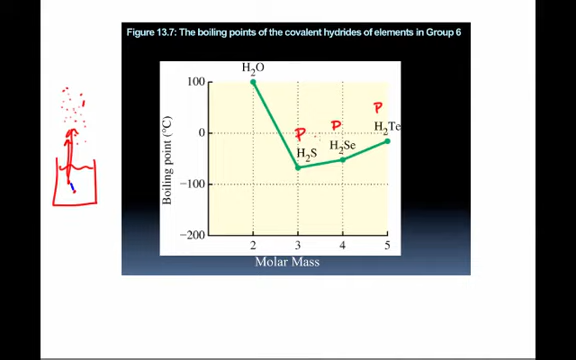 Figure 13.7: The boiling points of the covalent hydrides of elements in Group 6
H₂O
100
P
P
P
0
H₂S
H₂Se
H₂Te
Boiling point (°C)
−100
−200
2
3
4
5
Molar Mass